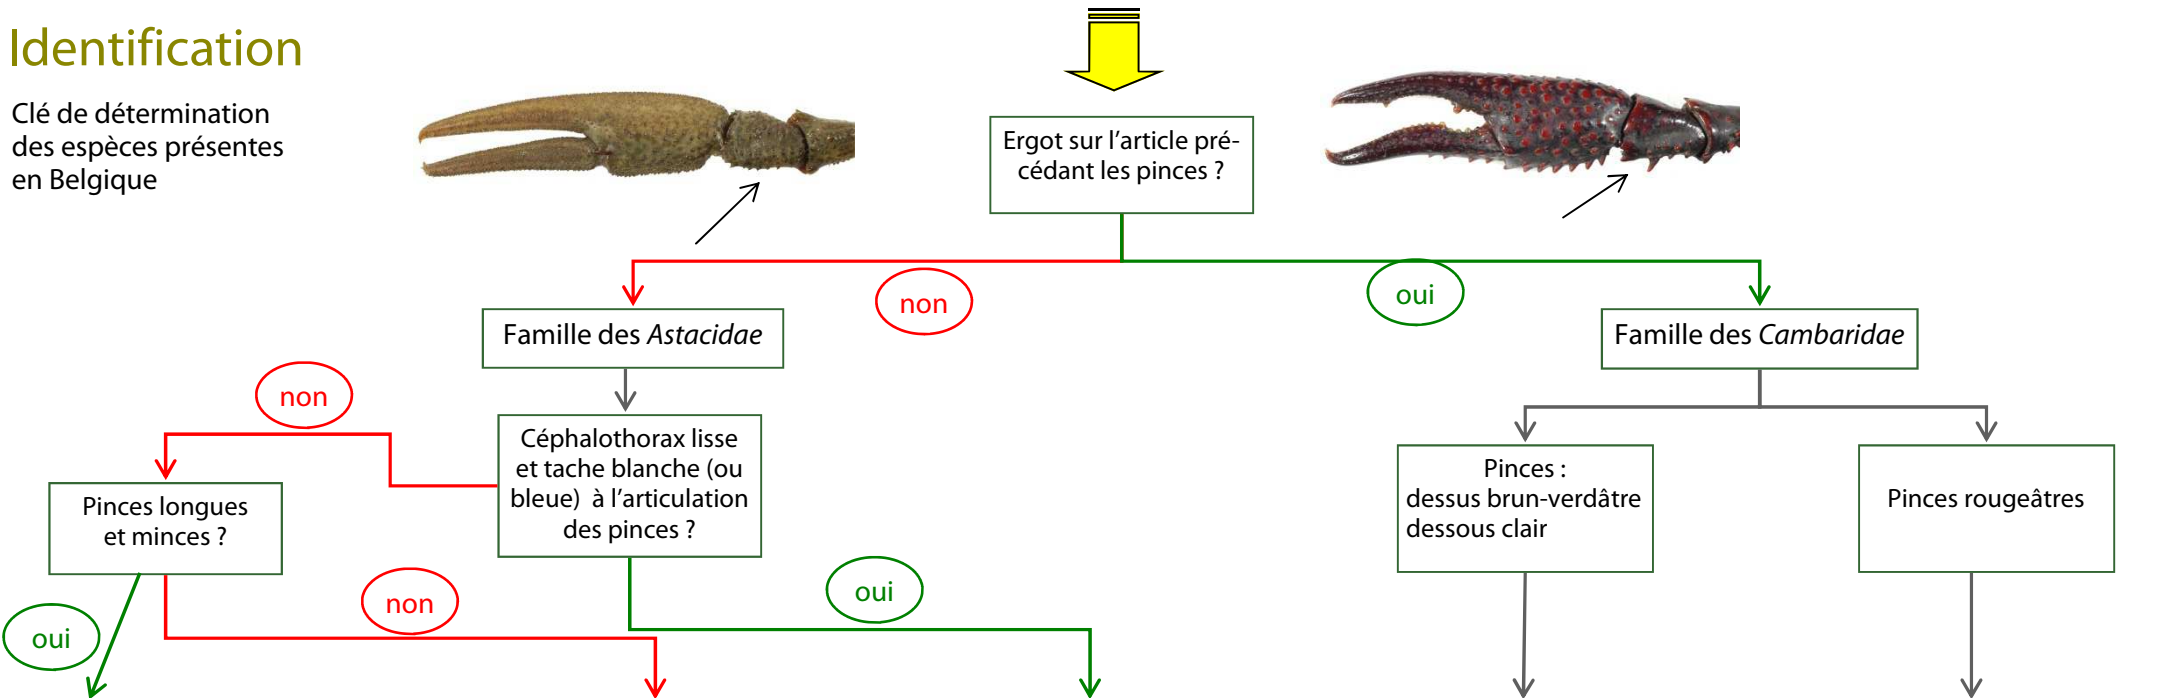 Identification
Clé de détermination
des espèces présentes
en Belgique
Ergot sur l’article pré-
cédant les pinces ?
non
oui
Famille des Astacidae
Famille des Cambaridae
non
Céphalothorax lisse
et tache blanche (ou
bleue) à l’articulation
des pinces ?
Pinces :
dessus brun-verdâtre
dessous clair
Pinces rougeâtres
Pinces longues
et minces ?
oui
non
oui